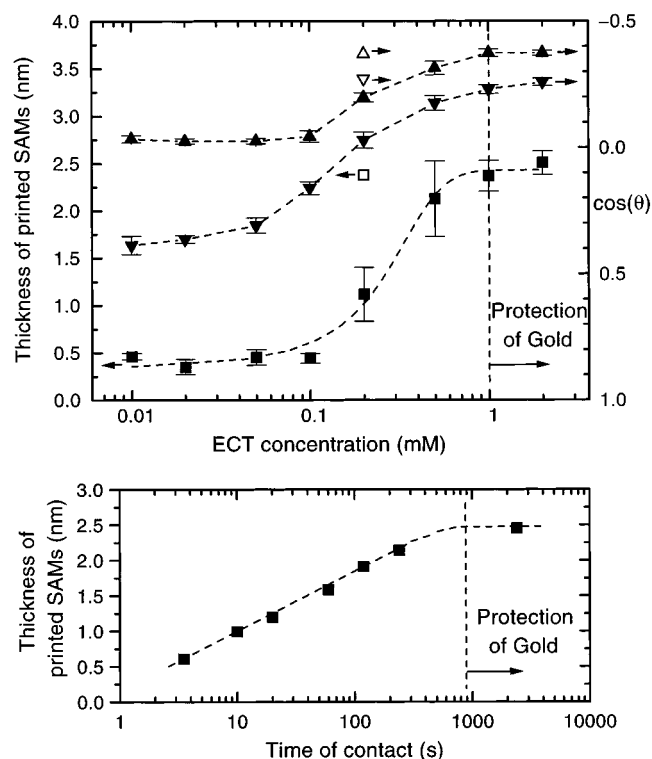 4.0
3.5
3.0
2.5
2.0
1.5
1.0
0.5
0.0
Thickness of printed SAMs (nm)
-0.5
0.0
cos(θ)
0.5
1.0
Protection
of Gold
0.01
0.1
1
ECT concentration (mM)
3.0
2.5
2.0
1.5
1.0
0.5
0.0
Thickness of
printed SAMs (nm)
Protection
of Gold
1
10
100
1000
10000
Time of contact (s)